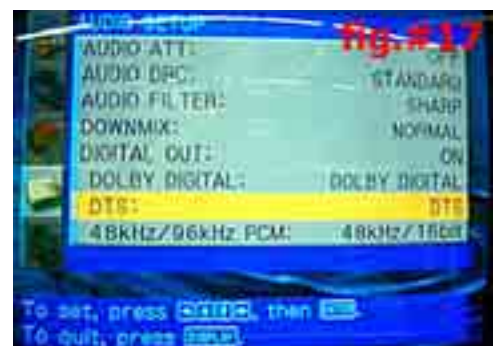 AUDIO SETUP
fig.#17
AUDIO ATT: OFF
AUDIO DRC: STANDARD
AUDIO FILTER: SHARP
DOWNMIX: NORMAL
DIGITAL OUT: ON
DOLBY DIGITAL: DOLBY DIGITAL
DTS: DTS
48kHz/96kHz PCM: 48kHz/16bit
To set, press , then .
To quit, press .